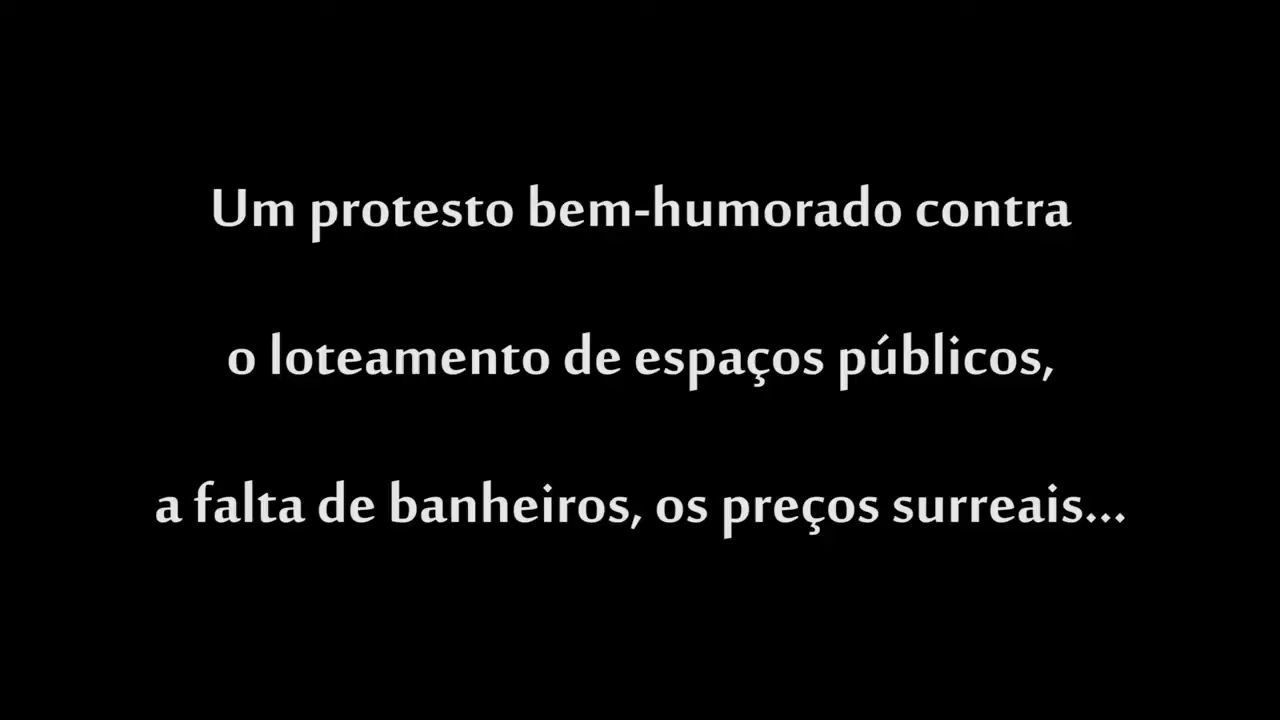 Um protesto bem-humorado contra
o loteamento de espaços públicos,
a falta de banheiros, os preços surreais...